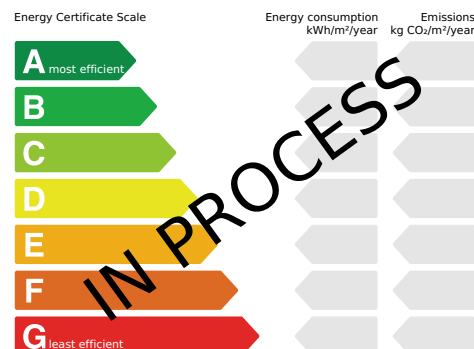 Energy Certificate Scale
Energy consumption
kWh/m²/year
Emissions
kg CO₂/m²/year
A most efficient
B
C
D
E
F
G least efficient
IN PROCESS